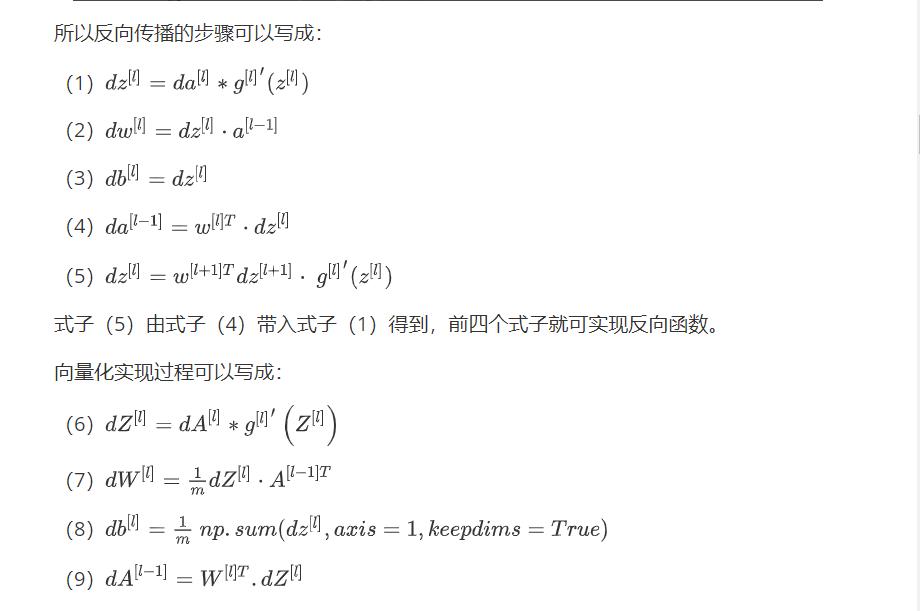 所以反向传播的步骤可以写成：
（1）$dz^{[l]} = da^{[l]} * g^{[l]'}(z^{[l]})$
（2）$dw^{[l]} = dz^{[l]} \cdot a^{[l-1]}$
（3）$db^{[l]} = dz^{[l]}$
（4）$da^{[l-1]} = w^{[l]T} \cdot dz^{[l]}$
（5）$dz^{[l]} = w^{[l+1]T} dz^{[l+1]} \cdot g^{[l]'}(z^{[l]})$
式子（5）由式子（4）带入式子（1）得到，前四个式子就可实现反向函数。
向量化实现过程可以写成：
（6）$dZ^{[l]} = dA^{[l]} * g^{[l]'}\left(Z^{[l]}\right)$
（7）$dW^{[l]} = \frac{1}{m} dZ^{[l]} \cdot A^{[l-1]T}$
（8）$db^{[l]} = \frac{1}{m} np.sum(dz^{[l]}, axis = 1, keepdims = True)$
（9）$dA^{[l-1]} = W^{[l]T} . dZ^{[l]}$